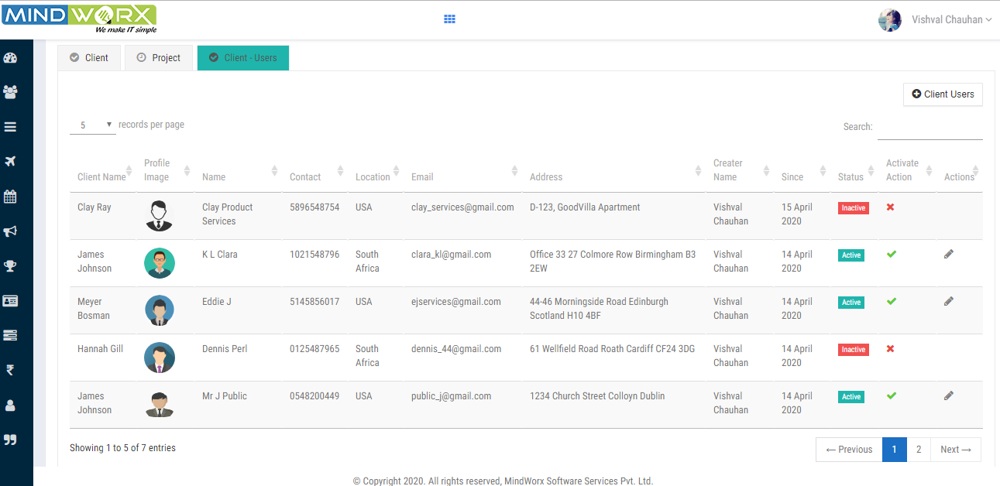 MINDWORX
We make IT simple
Vishval Chauhan
Client Project Client - Users
Client Users
5 records per page
Search:
Profile Creater Activate
Client Name Image Name Contact Location Email Address Name Since Status Action Actions
Clay Ray Clay Product 5896548754 USA clay_services@gmail.com D-123, GoodVilla Apartment Vishval 15 April Inactive
Services Chauhan 2020
James K L Clara 1021548796 South clara_kl@gmail.com Office 33 27 Colmore Row Birmingham B3 Vishval 14 April Active
Johnson Africa 2EW Chauhan 2020
Meyer Eddie J 5145856017 USA ejservices@gmail.com 44-46 Morningside Road Edinburgh Vishval 14 April Active
Bosman Scotland H10 4BF Chauhan 2020
Hannah Gill Dennis Perl 0125487965 South dennis_44@gmail.com 61 Wellfield Road Roath Cardiff CF24 3DG Vishval 14 April Inactive
Africa Chauhan 2020
James Mr J Public 0548200449 USA public_j@gmail.com 1234 Church Street Colloyn Dublin Vishval 14 April Active
Johnson Chauhan 2020
Showing 1 to 5 of 7 entries
← Previous 1 2 Next →
© Copyright 2020. All rights reserved, MindWorx Software Services Pvt. Ltd.